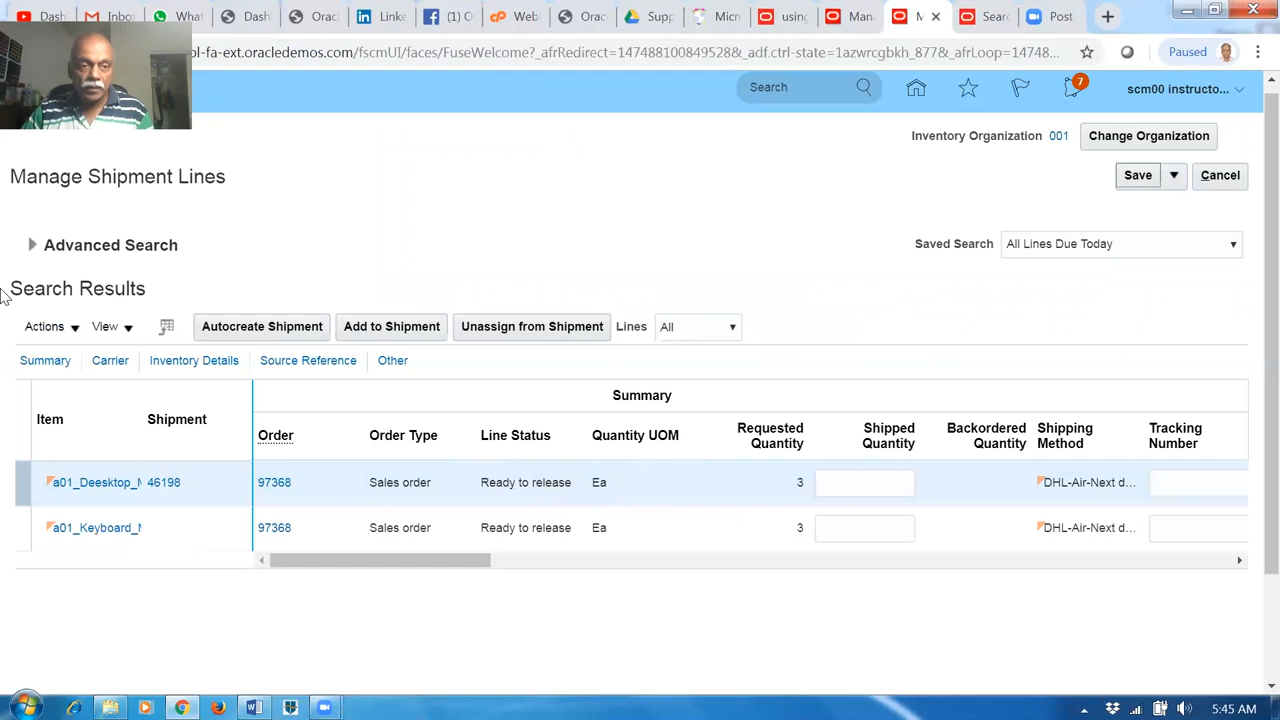 Dash
Inbo
Wha
Dash
Oracl
Linke
(1) C
Web
Orac
Supp
Micr
using
Man
M
Sear
Post
pl-fa-ext.oracledemos.com/fscmUI/faces/FuseWelcome?_afrRedirect=147488100849528&_adf.ctrl-state=1azwrcgbkh_877&_afrLoop=14748...
Paused
Search
7
scm00 instructo...
Inventory Organization 001 Change Organization
Manage Shipment Lines
Save Cancel
Advanced Search
Saved Search All Lines Due Today
Search Results
Actions View Autocreate Shipment Add to Shipment Unassign from Shipment Lines All
Summary Carrier Inventory Details Source Reference Other
Summary
Item Shipment Order Order Type Line Status Quantity UOM Requested Quantity Shipped Quantity Backordered Quantity Shipping Method Tracking Number
a01_Deesktop_M 46198 97368 Sales order Ready to release Ea 3 DHL-Air-Next d...
a01_Keyboard_M 97368 Sales order Ready to release Ea 3 DHL-Air-Next d...
5:45 AM